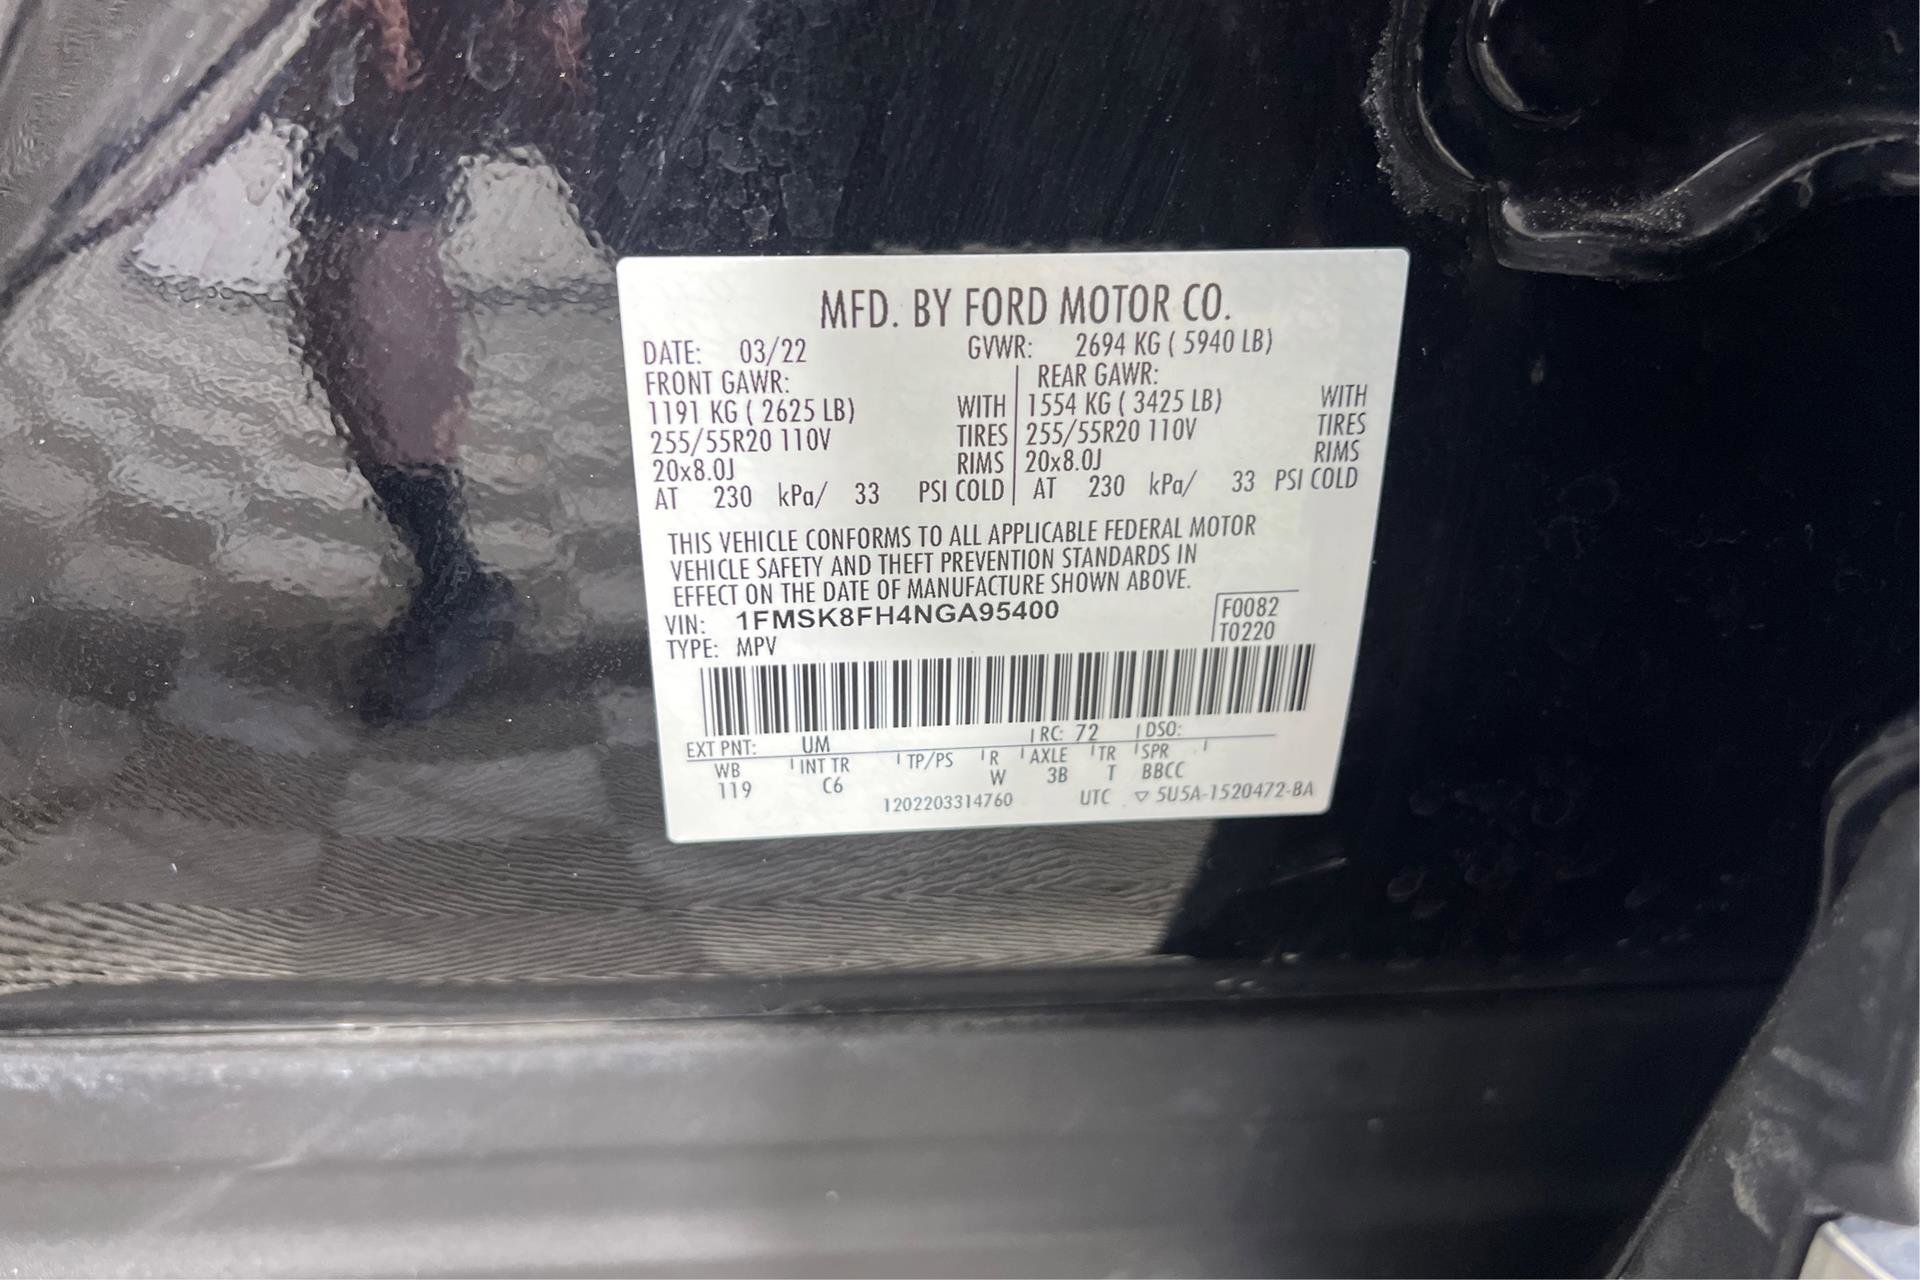 MFD. BY FORD MOTOR CO.
DATE: 03/22 GVWR: 2694 KG ( 5940 LB)
FRONT GAWR: REAR GAWR:
1191 KG ( 2625 LB) WITH 1554 KG ( 3425 LB) WITH
255/55R20 110V TIRES 255/55R20 110V TIRES
20x8.0J RIMS 20x8.0J RIMS
AT 230 kPa/ 33 PSI COLD AT 230 kPa/ 33 PSI COLD
THIS VEHICLE CONFORMS TO ALL APPLICABLE FEDERAL MOTOR
VEHICLE SAFETY AND THEFT PREVENTION STANDARDS IN
EFFECT ON THE DATE OF MANUFACTURE SHOWN ABOVE.
VIN: 1FMSK8FH4NGA95400 F0082
TYPE: MPV T0220
EXT PNT: UM RC: 72 DSO:
WB INT TR TP/PS R AXLE TR SPR
119 C6 W 3B T BBCC
1202203314760 UTC ▽ 5U5A-1520472-BA